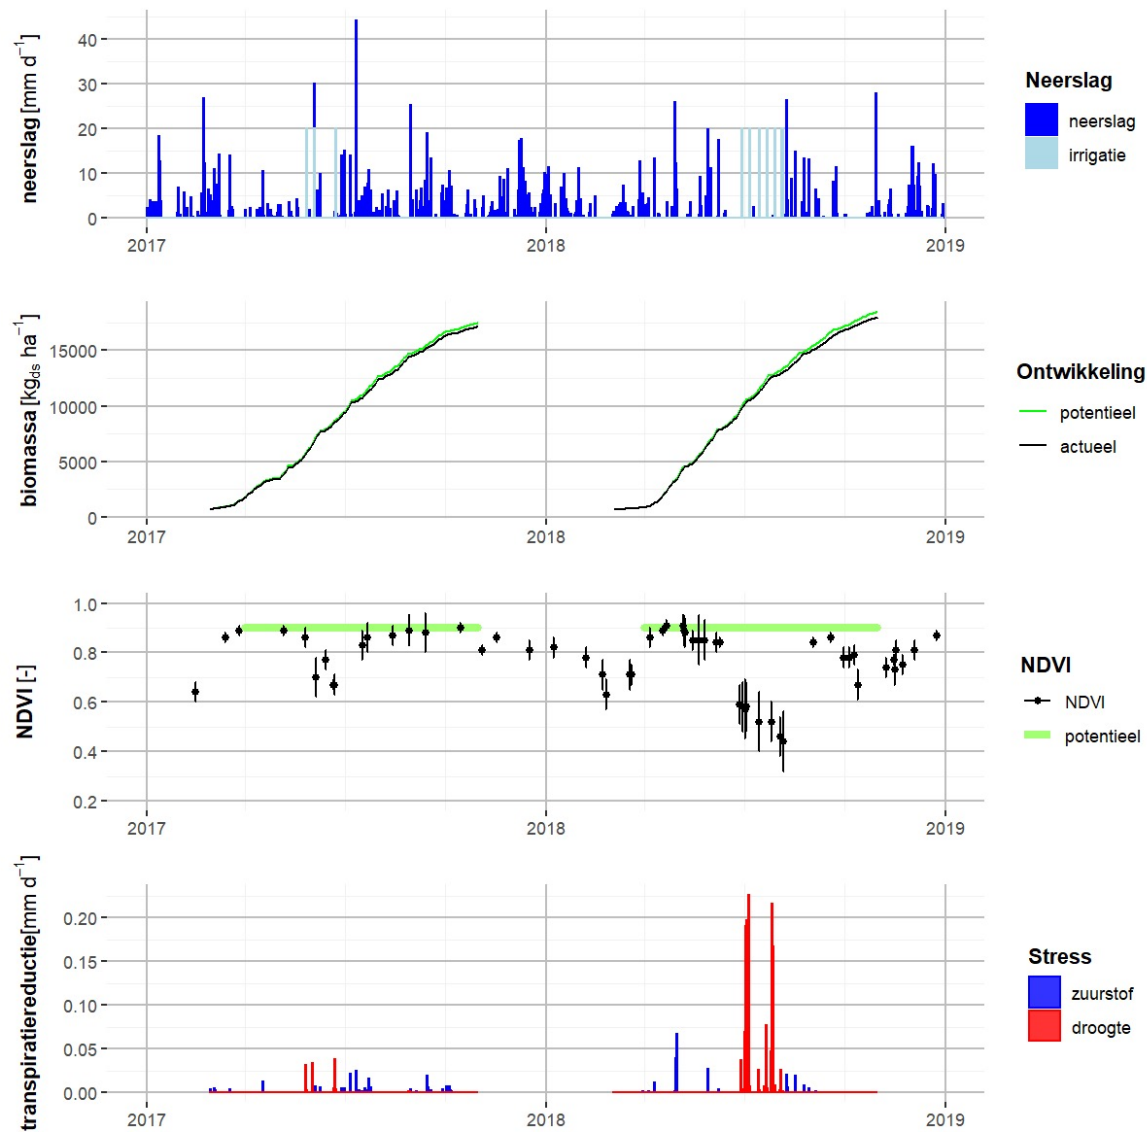 neerslag [mm d⁻¹]
40
30
20
10
0
2017
2018
2019
Neerslag
neerslag
irrigatie
biomassa [kg_ds ha⁻¹]
15000
10000
5000
0
2017
2018
2019
Ontwikkeling
potentieel
actueel
NDVI [-]
1.0
0.8
0.6
0.4
0.2
2017
2018
2019
NDVI
NDVI
potentieel
transpiratiereductie[mm d⁻¹]
0.20
0.15
0.10
0.05
0.00
2017
2018
2019
Stress
zuurstof
droogte